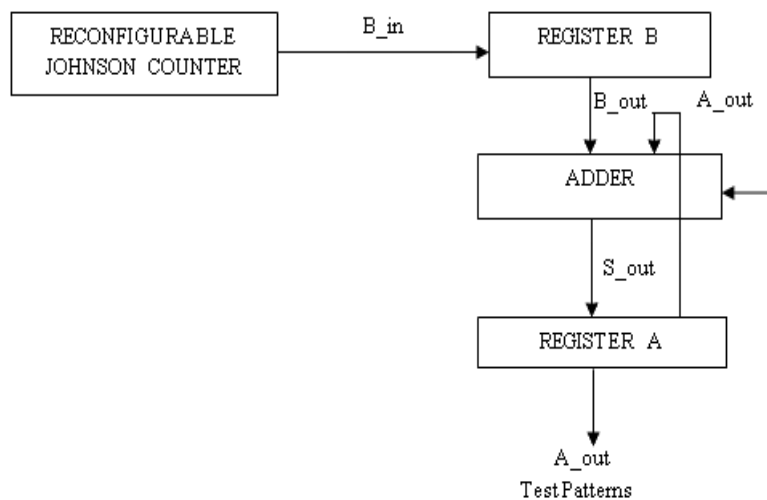 RECONFIGURABLE
JOHNSON COUNTER
B_in
REGISTER B
B_out
A_out
ADDER
S_out
REGISTER A
A_out
Test Patterns